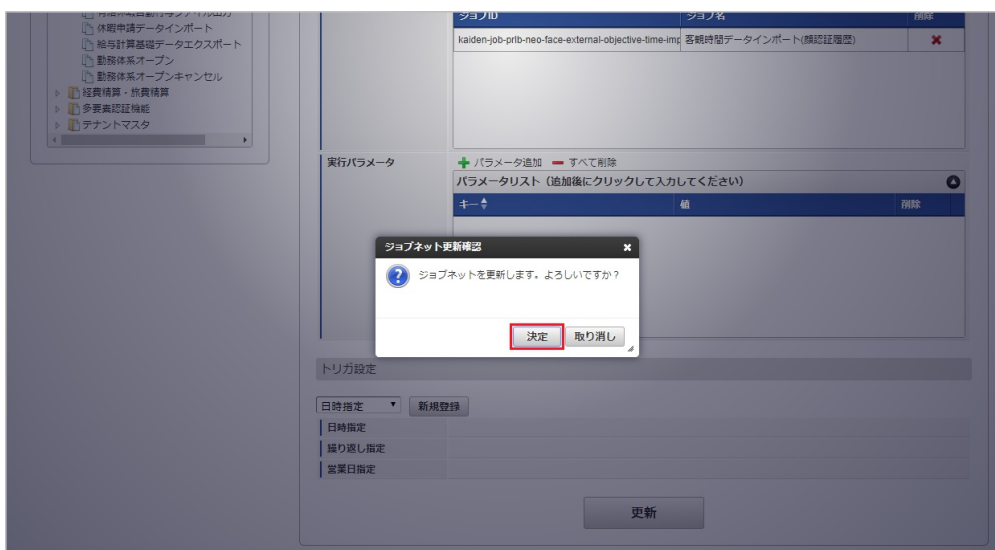 ジョブID ジョブ名 削除
休暇申請データインポート
kaiden-job-prlb-neo-face-external-objective-time-imp 客観時間データインポート(顔認証履歴)
給与計算基礎データエクスポート
勤務体系オープン
勤務体系オープンキャンセル
経費精算・旅費精算
多要素認証機能
テナントマスタ
実行パラメータ
パラメータ追加 すべて削除
パラメータリスト（追加後にクリックして入力してください）
キー 値 削除
ジョブネット更新確認
ジョブネットを更新します。よろしいですか？
決定 取り消し
トリガ設定
日時指定 新規登録
日時指定
繰り返し指定
営業日指定
更新